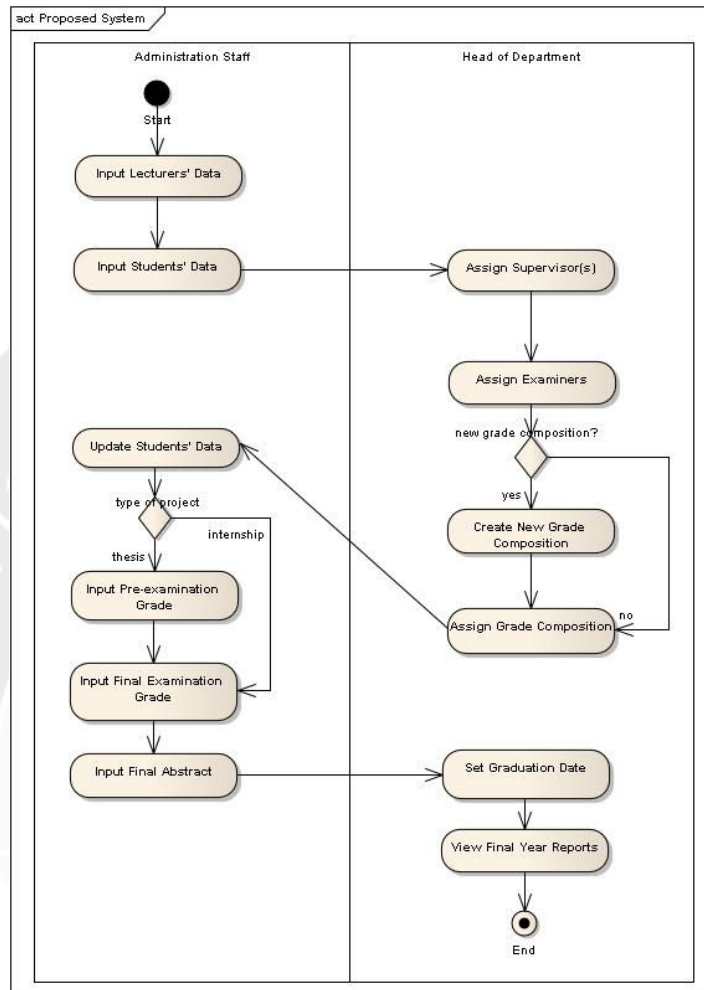 act Proposed System
Administration Staff
Head of Department
Start
Input Lecturers' Data
Input Students' Data
Assign Supervisor(s)
Assign Examiners
new grade composition?
Update Students' Data
type of project
yes
internship
Create New Grade
Composition
thesis
Input Pre-examination
Grade
Assign Grade Composition
no
Input Final Examination
Grade
Input Final Abstract
Set Graduation Date
View Final Year Reports
End